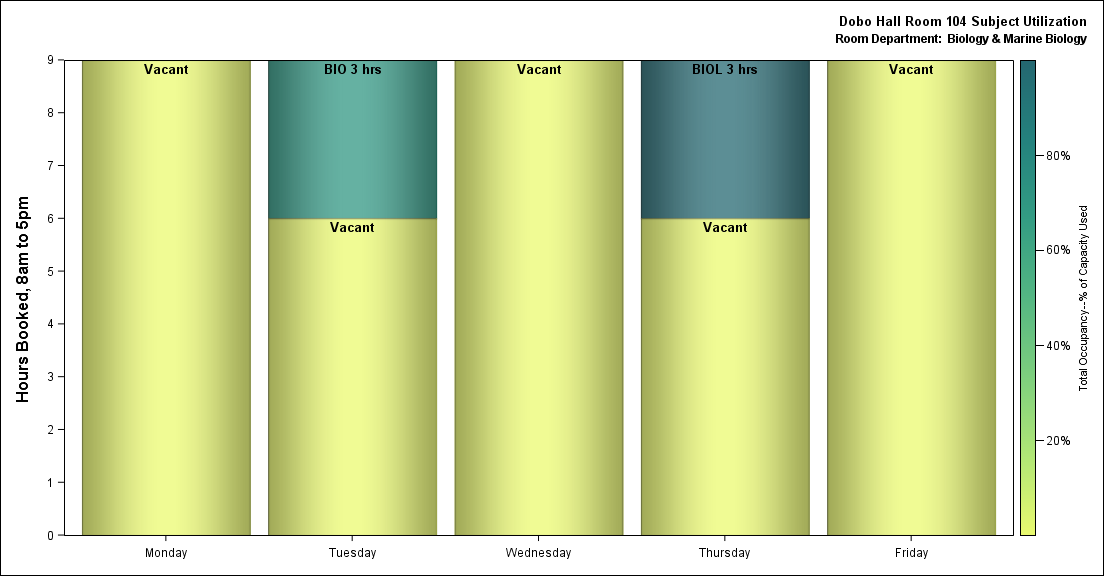 Dobo Hall Room 104 Subject Utilization
Room Department: Biology & Marine Biology
Hours Booked, 8am to 5pm
9
8
7
6
5
4
3
2
1
0
Vacant
BIO 3 hrs
Vacant
BIOL 3 hrs
Vacant
Vacant
Vacant
Monday
Tuesday
Wednesday
Thursday
Friday
80%
60%
40%
20%
Total Occupancy--% of Capacity Used